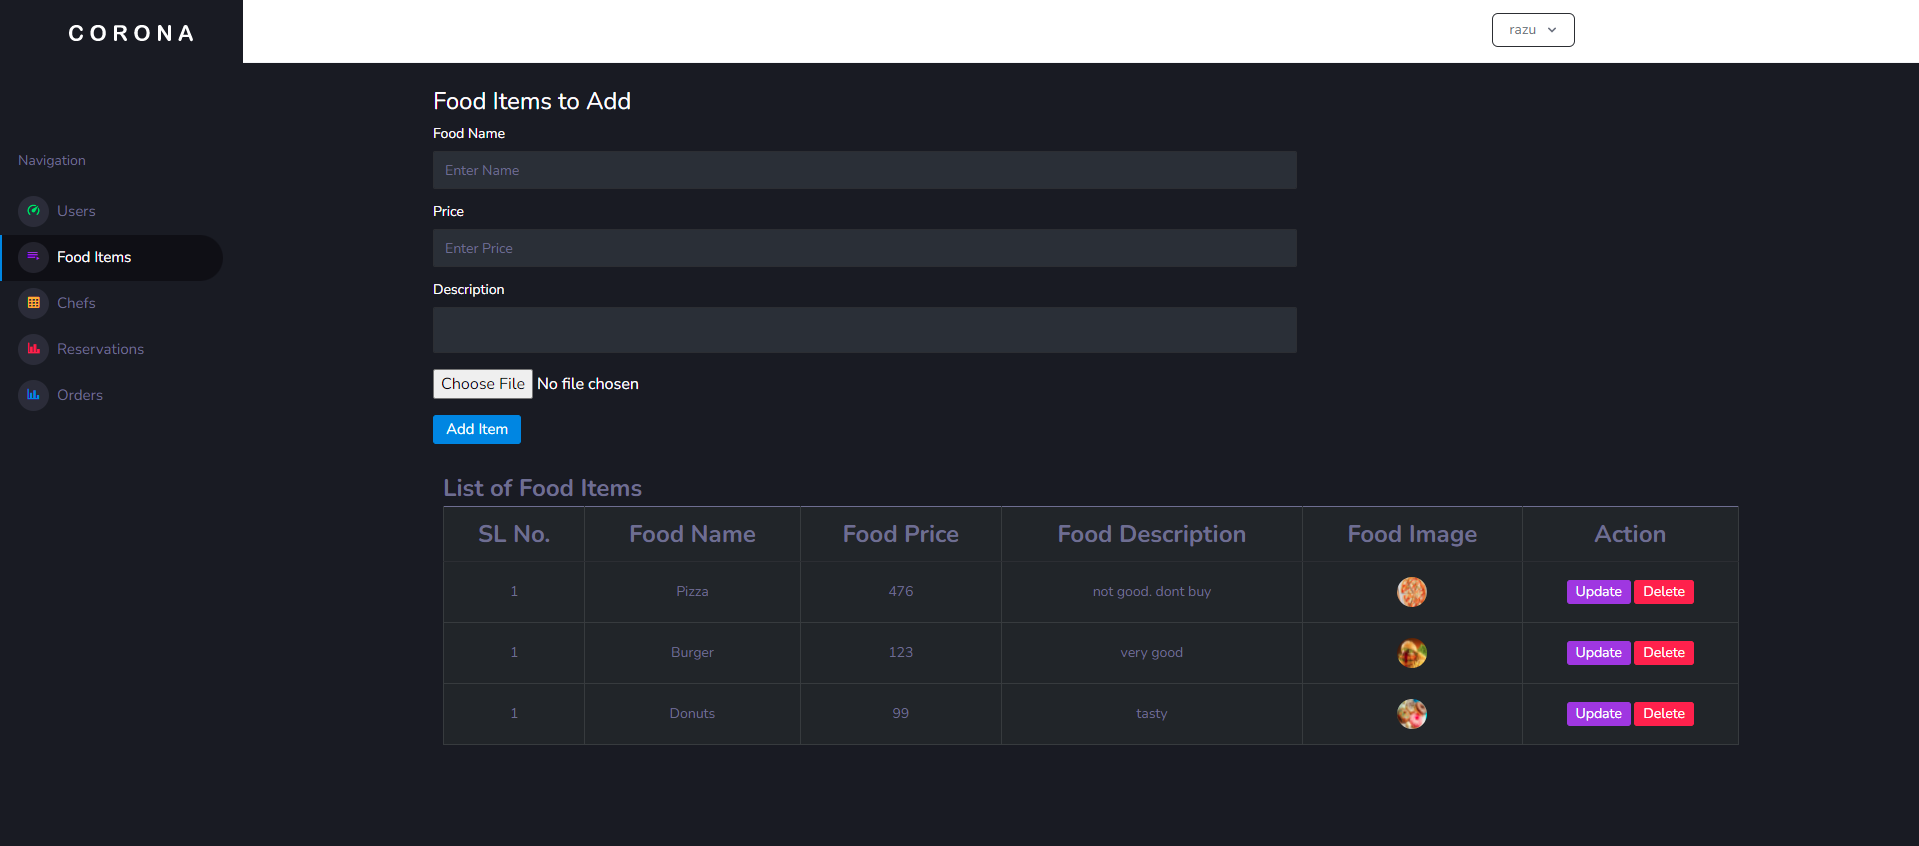 CORONA
razu
Navigation
Users
Food Items
Chefs
Reservations
Orders
Food Items to Add
Food Name
Enter Name
Price
Enter Price
Description
Choose File No file chosen
Add Item
List of Food Items
SL No. Food Name Food Price Food Description Food Image Action
1 Pizza 476 not good. dont buy Update Delete
1 Burger 123 very good Update Delete
1 Donuts 99 tasty Update Delete